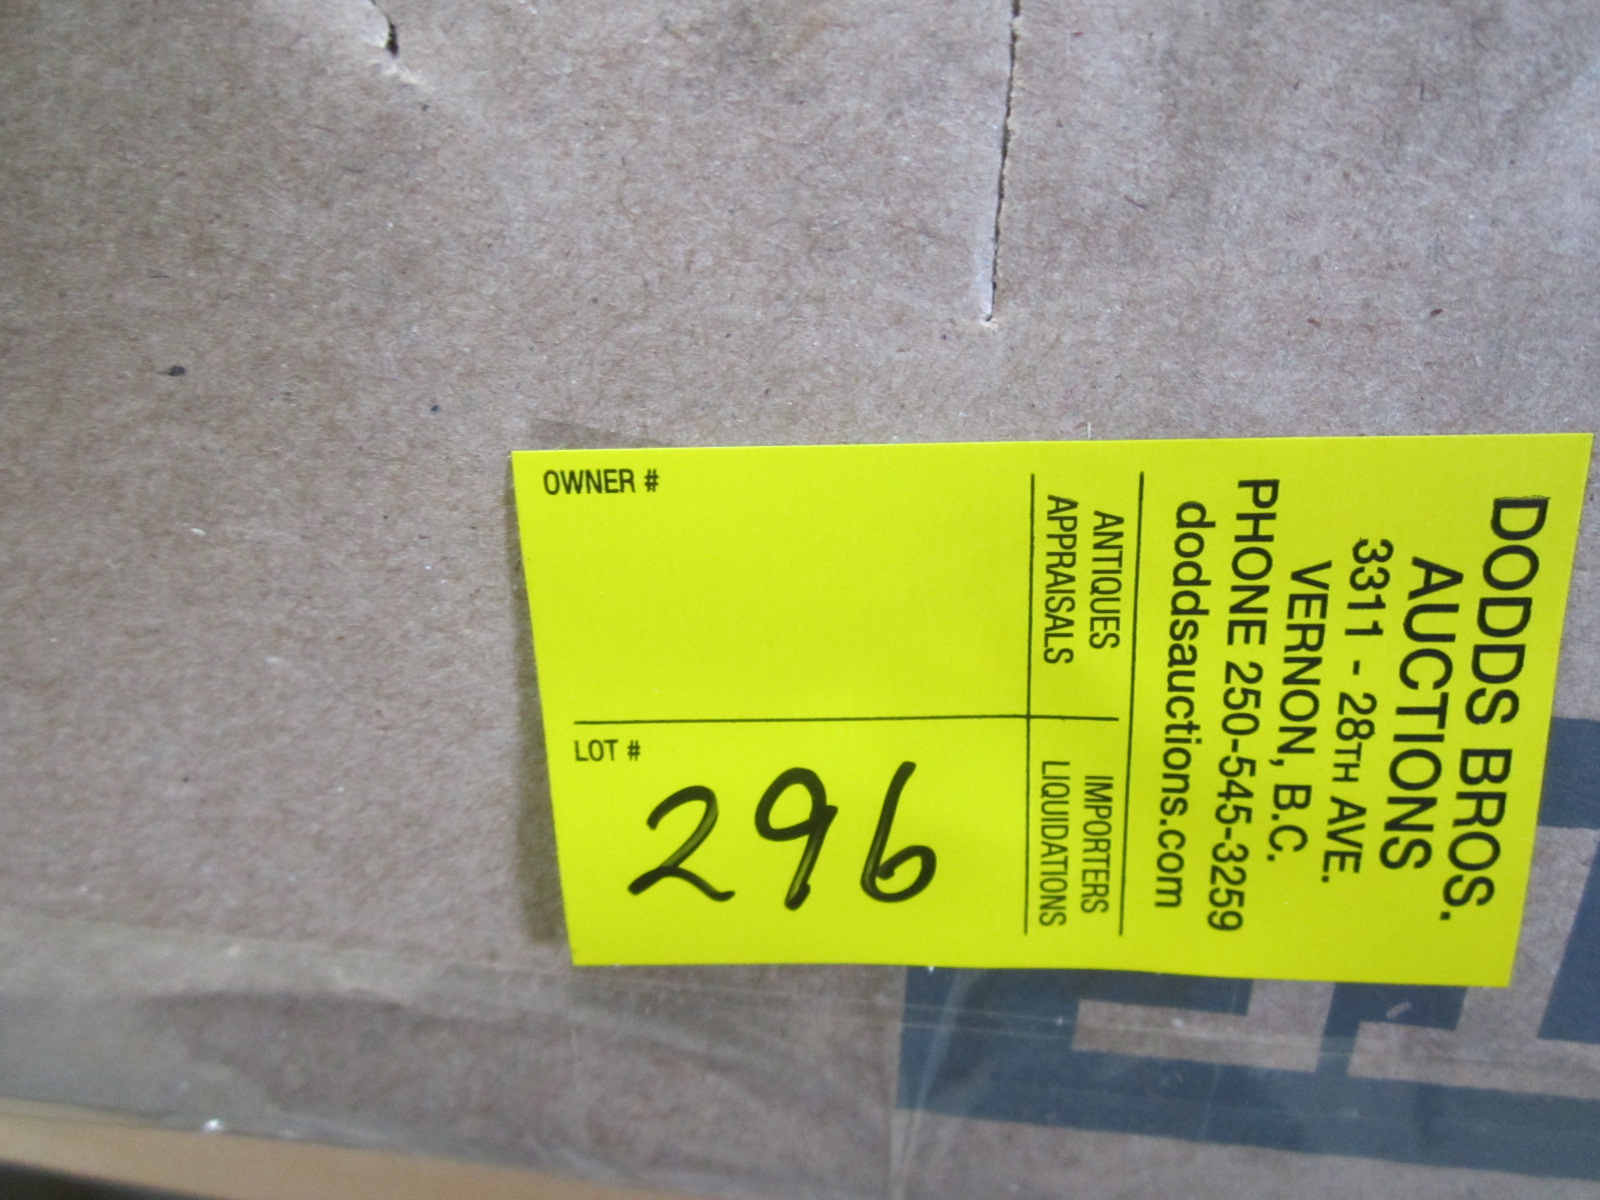 DODDS BROS.
AUCTIONS
3311 - 28TH AVE.
VERNON, B.C.
PHONE 250-545-3259
doddsauctions.com
ANTIQUES
APPRAISALS
IMPORTERS
LIQUIDATIONS
OWNER #
LOT #
296